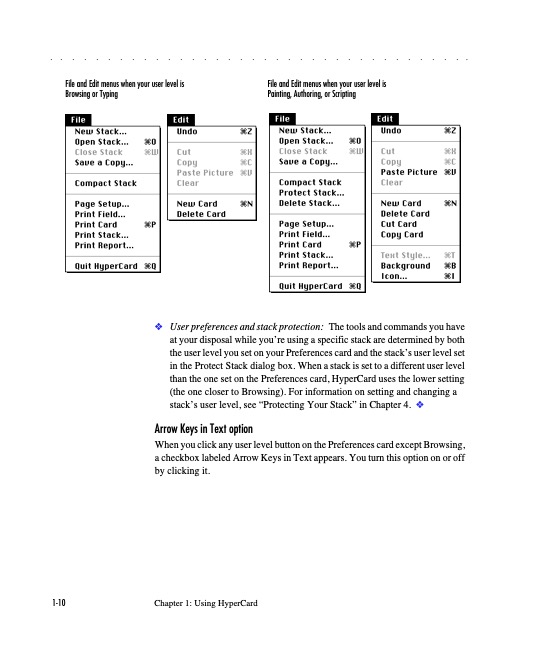 File and Edit menus when your user level is
Browsing or Typing
File
New Stack...
Open Stack... ⌘O
Close Stack ⌘W
Save a Copy...
Compact Stack
Page Setup...
Print Field...
Print Card ⌘P
Print Stack...
Print Report...
Quit HyperCard ⌘Q
Edit
Undo ⌘Z
Cut ⌘X
Copy ⌘C
Paste Picture ⌘V
Clear
New Card ⌘N
Delete Card
File and Edit menus when your user level is
Painting, Authoring, or Scripting
File
New Stack...
Open Stack... ⌘O
Close Stack ⌘W
Save a Copy...
Compact Stack
Protect Stack...
Delete Stack...
Page Setup...
Print Field...
Print Card ⌘P
Print Stack...
Print Report...
Quit HyperCard ⌘Q
Edit
Undo ⌘Z
Cut ⌘X
Copy ⌘C
Paste Picture ⌘V
Clear
New Card ⌘N
Delete Card
Cut Card
Copy Card
Text Style... ⌘T
Background ⌘B
Icon... ⌘I
❖ User preferences and stack protection: The tools and commands you have
at your disposal while you’re using a specific stack are determined by both
the user level you set on your Preferences card and the stack’s user level set
in the Protect Stack dialog box. When a stack is set to a different user level
than the one set on the Preferences card, HyperCard uses the lower setting
(the one closer to Browsing). For information on setting and changing a
stack’s user level, see “Protecting Your Stack” in Chapter 4. ❖
Arrow Keys in Text option
When you click any user level button on the Preferences card except Browsing,
a checkbox labeled Arrow Keys in Text appears. You turn this option on or off
by clicking it.
1-10 Chapter 1: Using HyperCard